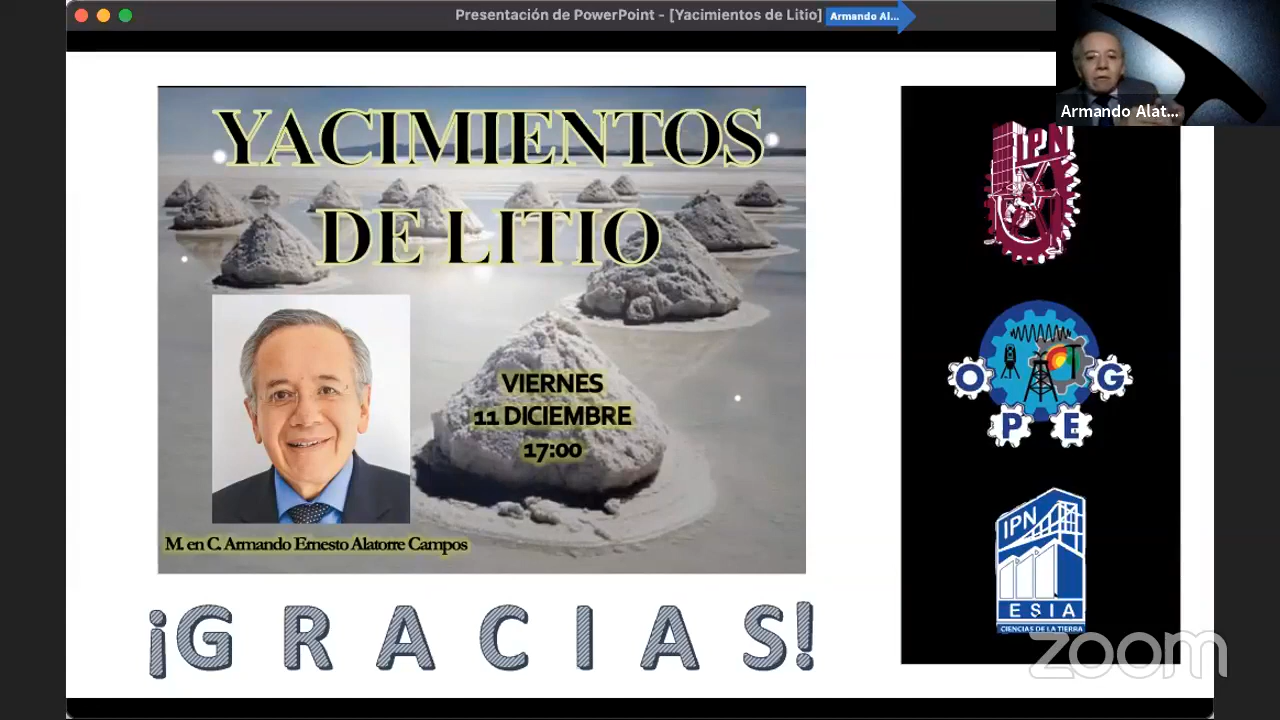 Presentación de PowerPoint - [Yacimientos de Litio]
Armando Al...
Armando Alat...
YACIMIENTOS
DE LITIO
VIERNES
11 DICIEMBRE
17:00
M. en C. Armando Ernesto Alatorre Campos
¡GRACIAS!
IPN
O
G
P
E
IPN
ESIA
CIENCIAS DE LA TIERRA
zoom